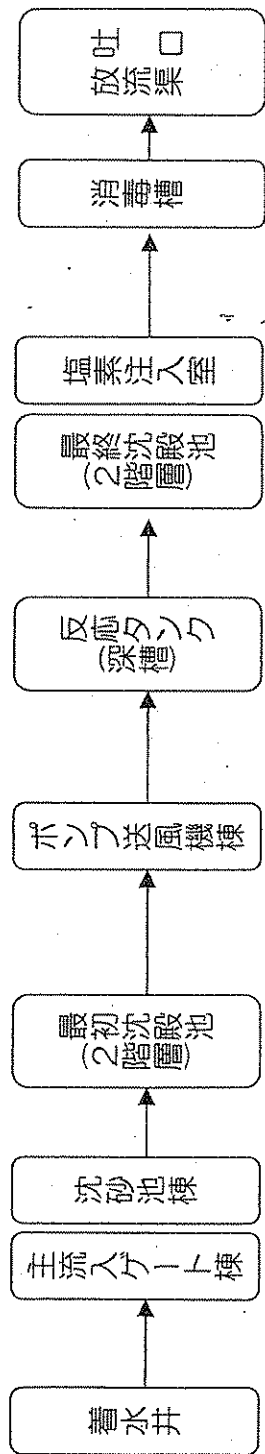 着水井
主流入ゲート棟
沈砂池棟
最初沈殿池
(2階層)
ポンプ送風機棟
反応タンク
(深槽)
最終沈殿池
(2階層)
塩素注入室
消毒槽
放流渠
吐口